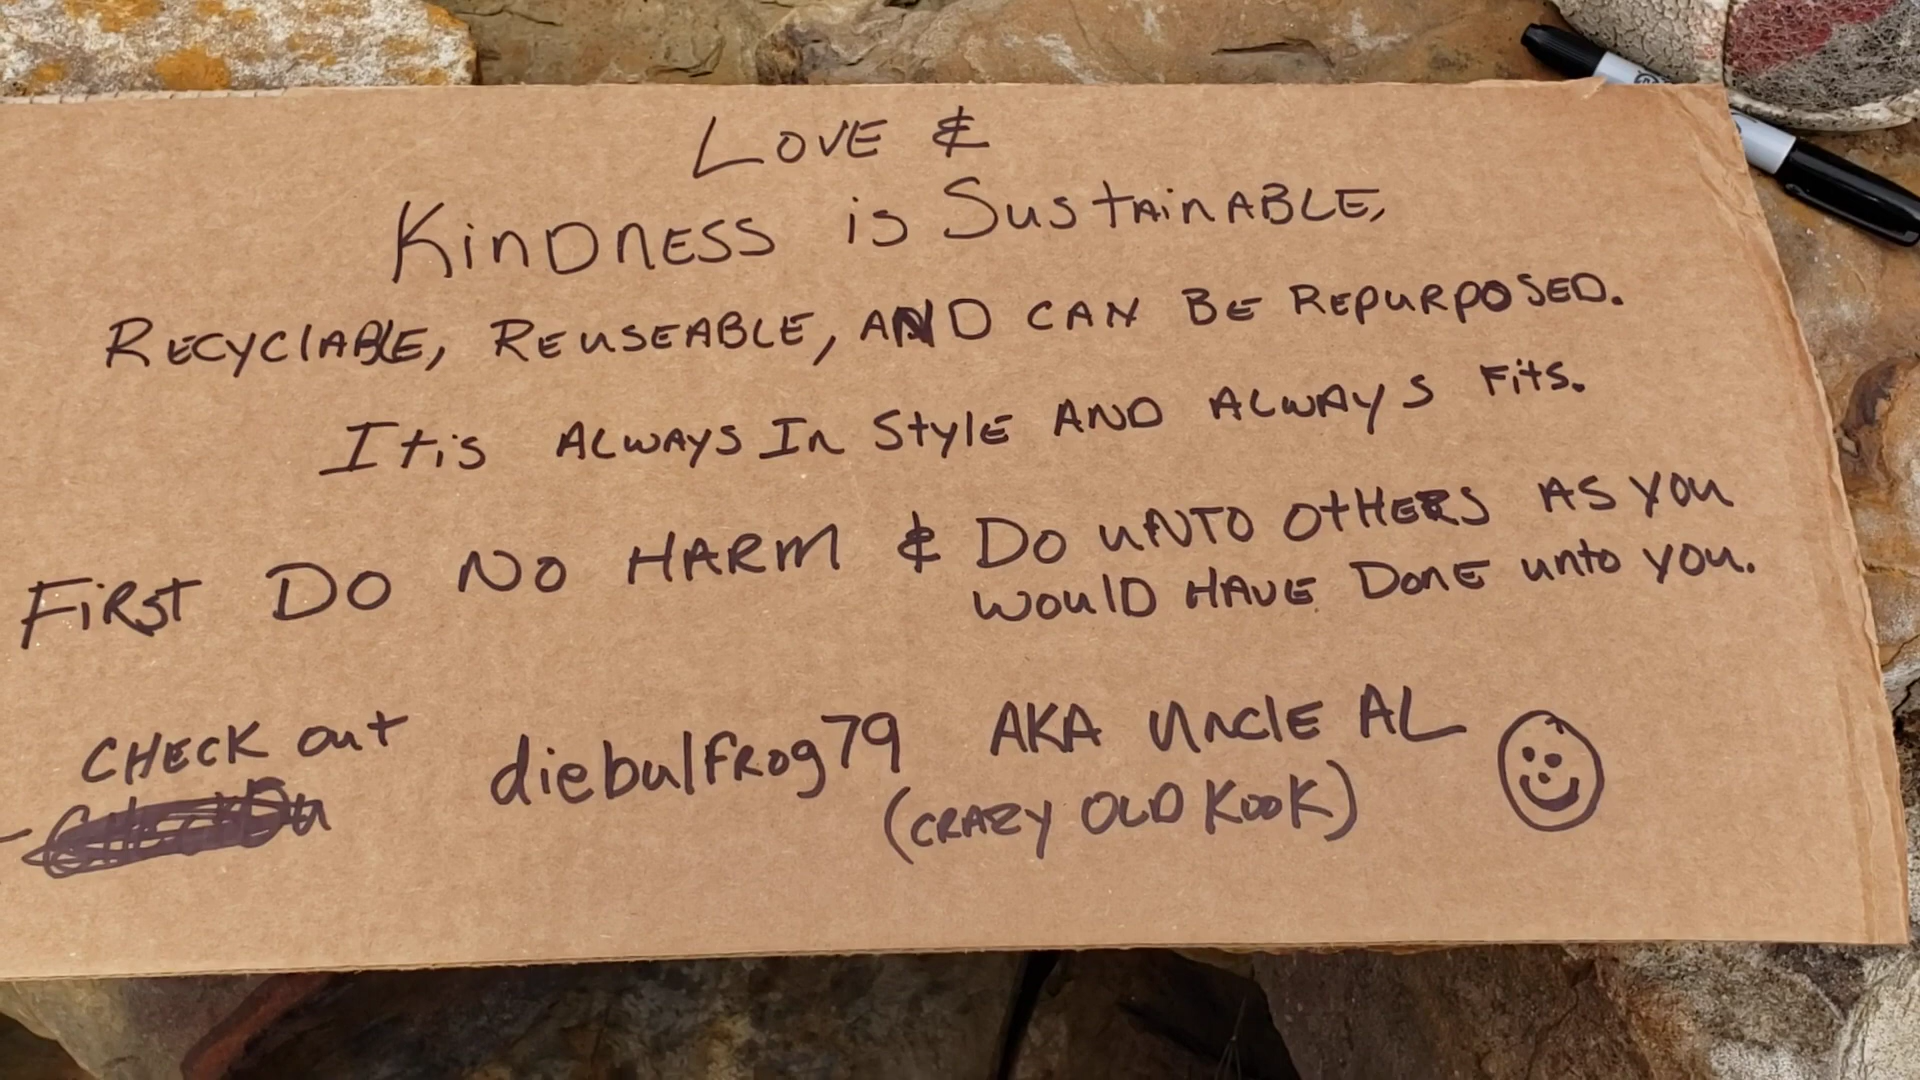 LOVE &
KinDnESS is SustAinABLE,
RECYClABLE, REUSEABLE, AND CAN BE REPURPOSED.
It is ALWAYS In StylE AND ALWAYS Fits.
FiRST DO NO HARM & DO UNTO OtHERS AS you
WOulD HAVE DonE unto you.
CHECK out diebulFRog79 AKA UnclE AL
(CRAZY OLD KOOK)